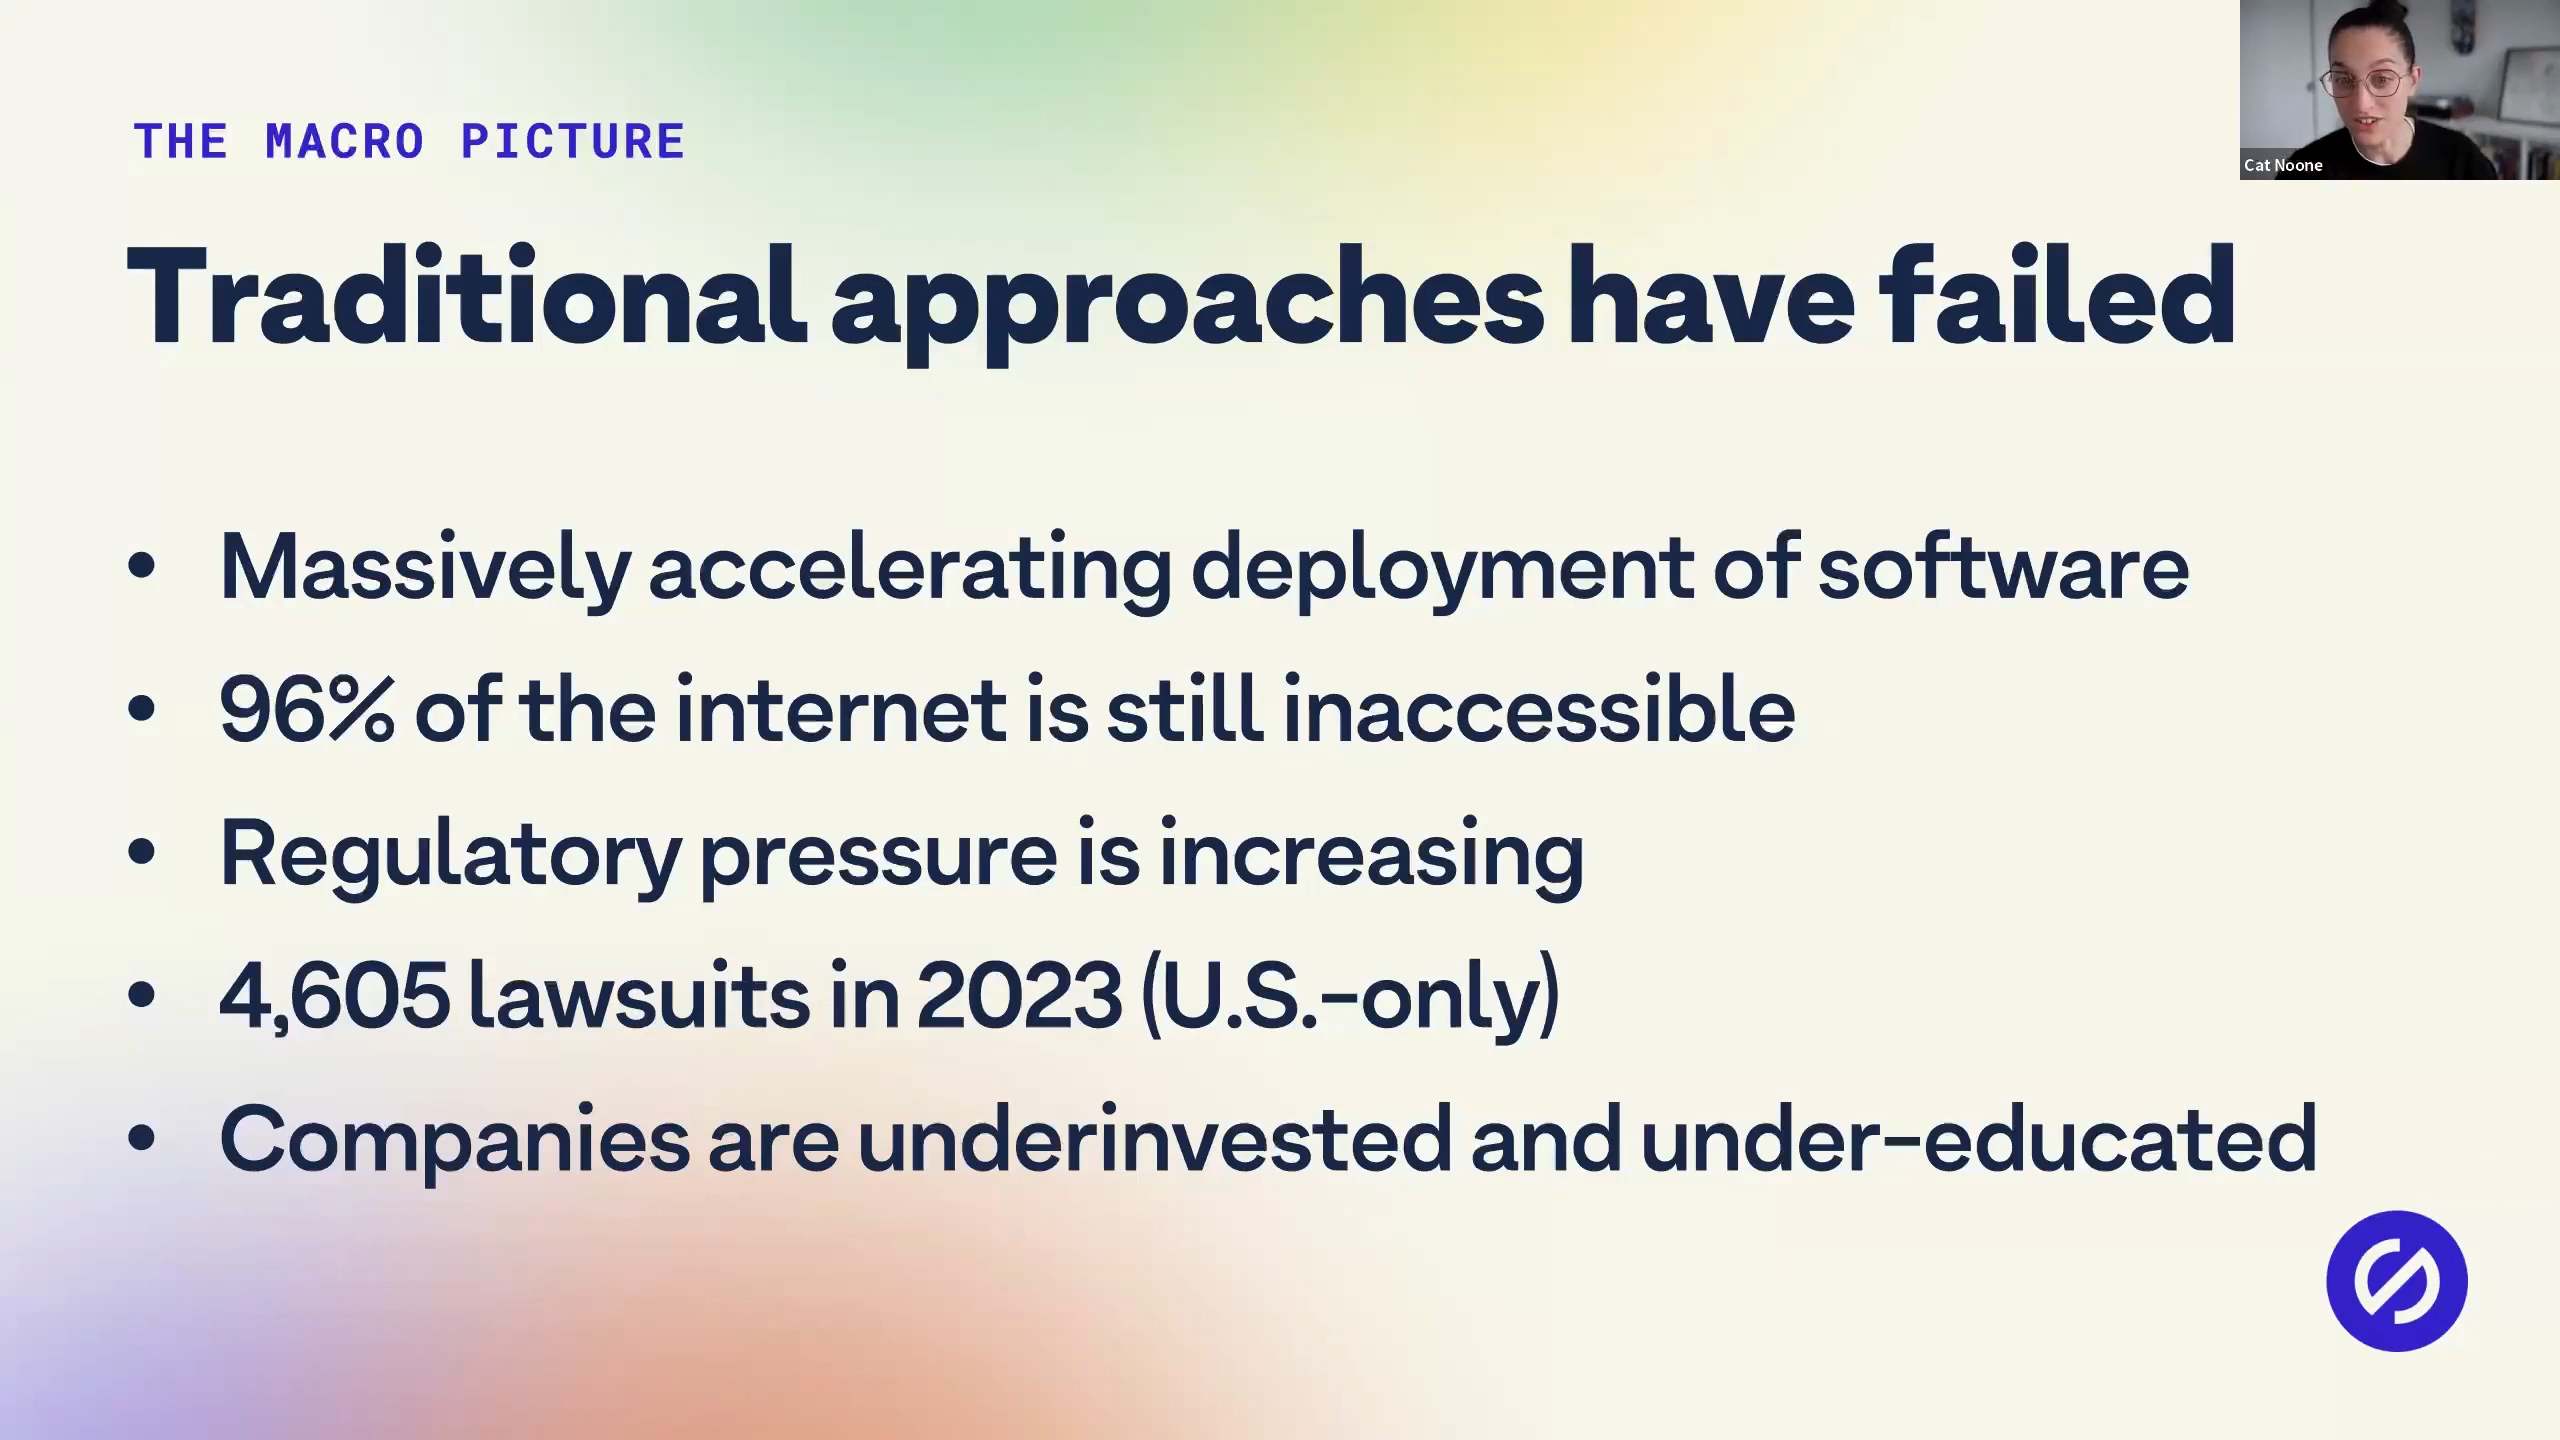 THE MACRO PICTURE
Cat Noone
Traditional approaches have failed
• Massively accelerating deployment of software
• 96% of the internet is still inaccessible
• Regulatory pressure is increasing
• 4,605 lawsuits in 2023 (U.S.-only)
• Companies are underinvested and under-educated